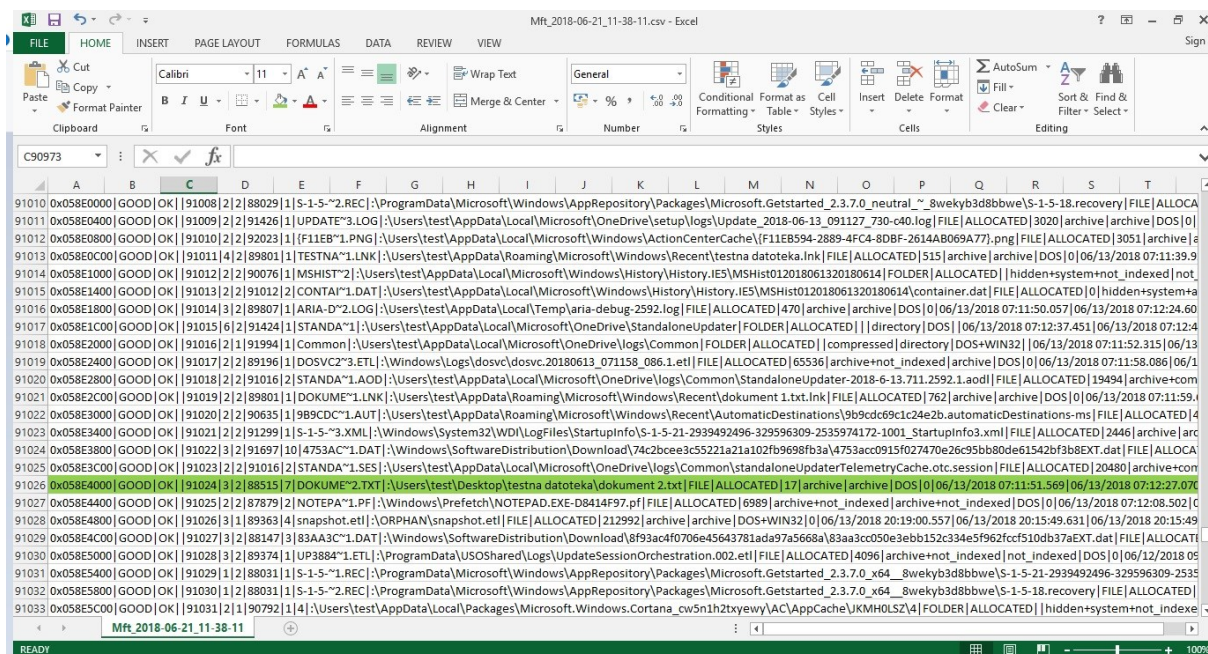 Mft_2018-06-21_11-38-11.csv - Excel
FILE HOME INSERT PAGE LAYOUT FORMULAS DATA REVIEW VIEW Sign
Cut
Copy
Paste
Format Painter
Clipboard
Calibri 11
B I U
Font
Wrap Text
Merge & Center
Alignment
General
Number
Conditional Formatting
Format as Table
Cell Styles
Styles
Insert Delete Format
Cells
AutoSum
Fill
Clear
Sort & Filter
Find & Select
Editing
C90973
A B C D E F G H I J K L M N O P Q R S T
91010 0x058E0000|GOOD|OK||91008|2|2|88029|1|S-1-5-~2.REC|:\ProgramData\Microsoft\Windows\AppRepository\Packages\Microsoft.Getstarted_2.3.7.0_neutral_~_8wekyb3d8bbwe\S-1-5-18.recovery|FILE|ALLOCA
91011 0x058E0400|GOOD|OK||91009|2|2|91426|1|UPDATE~3.LOG|:\Users\test\AppData\Local\Microsoft\OneDrive\setup\logs\Update_2018-06-13_091127_730-c40.log|FILE|ALLOCATED|3020|archive|archive|DOS|0|
91012 0x058E0800|GOOD|OK||91010|2|2|92023|1|{F11EB~1.PNG|:\Users\test\AppData\Local\Microsoft\Windows\ActionCenterCache\{F11EB594-2889-4FC4-8DBF-2614AB069A77}.png|FILE|ALLOCATED|3051|archive|a
91013 0x058E0C00|GOOD|OK||91011|4|2|89801|1|TESTNA~1.LNK|:\Users\test\AppData\Roaming\Microsoft\Windows\Recent\testna datoteka.lnk|FILE|ALLOCATED|515|archive|archive|DOS|0|06/13/2018 07:11:39.9
91014 0x058E1000|GOOD|OK||91012|2|2|90076|1|MSHIST~2|:\Users\test\AppData\Local\Microsoft\Windows\History\History.IE5\MSHist012018061320180614|FOLDER|ALLOCATED||hidden+system+not_indexed|not_
91015 0x058E1400|GOOD|OK||91013|2|2|91012|2|CONTAI~1.DAT|:\Users\test\AppData\Local\Microsoft\Windows\History\History.IE5\MSHist012018061320180614\container.dat|FILE|ALLOCATED|0|hidden+system+a
91016 0x058E1800|GOOD|OK||91014|3|2|89807|1|ARIA-D~2.LOG|:\Users\test\AppData\Local\Temp\aria-debug-2592.log|FILE|ALLOCATED|470|archive|archive|DOS|0|06/13/2018 07:11:50.057|06/13/2018 07:12:24.60
91017 0x058E1C00|GOOD|OK||91015|6|2|91424|1|STANDA~1|:\Users\test\AppData\Local\Microsoft\OneDrive\StandaloneUpdater|FOLDER|ALLOCATED|||directory|DOS||06/13/2018 07:12:37.451|06/13/2018 07:12:4
91018 0x058E2000|GOOD|OK||91016|2|1|91994|1|Common|:\Users\test\AppData\Local\Microsoft\OneDrive\logs\Common|FOLDER|ALLOCATED||compressed|directory|DOS+WIN32||06/13/2018 07:11:52.315|06/13/2018
91019 0x058E2400|GOOD|OK||91017|2|2|89196|1|DOSVC2~3.ETL|:\Windows\Logs\dosvc\dosvc.20180613_071158_086.1.etl|FILE|ALLOCATED|65536|archive+not_indexed|archive|DOS|0|06/13/2018 07:11:58.086|06/1
91020 0x058E2800|GOOD|OK||91018|2|2|91016|2|STANDA~1.AOD|:\Users\test\AppData\Local\Microsoft\OneDrive\logs\Common\StandaloneUpdater-2018-6-13.711.2592.1.aodl|FILE|ALLOCATED|19494|archive+com
91021 0x058E2C00|GOOD|OK||91019|2|2|89801|1|DOKUME~1.LNK|:\Users\test\AppData\Roaming\Microsoft\Windows\Recent\dokument 1.txt.lnk|FILE|ALLOCATED|762|archive|archive|DOS|0|06/13/2018 07:11:59.
91022 0x058E3000|GOOD|OK||91020|2|2|90635|1|9B9CDC~1.AUT|:\Users\test\AppData\Roaming\Microsoft\Windows\Recent\AutomaticDestinations\9b9cdc69c1c24e2b.automaticDestinations-ms|FILE|ALLOCATED|4
91023 0x058E3400|GOOD|OK||91021|2|2|91299|1|S-1-5-~3.XML|:\Windows\System32\WDI\LogFiles\StartupInfo\S-1-5-21-2939492496-329596309-2535974172-1001_StartupInfo3.xml|FILE|ALLOCATED|2446|archive|arc
91024 0x058E3800|GOOD|OK||91022|3|2|91697|10|4753AC~1.DAT|:\Windows\SoftwareDistribution\Download\74c2bcee3c55221a21a102fb9698fb3a\4753acc0915f027470e26c95bb80de61542bf3b8EXT.dat|FILE|ALLOCA
91025 0x058E3C00|GOOD|OK||91023|2|2|91016|2|STANDA~1.SES|:\Users\test\AppData\Local\Microsoft\OneDrive\logs\Common\standaloneUpdaterTelemetryCache.otc.session|FILE|ALLOCATED|20480|archive+com
91026 0x058E4000|GOOD|OK||91024|3|2|88515|7|DOKUME~2.TXT|:\Users\test\Desktop\testna datoteka\dokument 2.txt|FILE|ALLOCATED|17|archive|archive|DOS|0|06/13/2018 07:11:51.569|06/13/2018 07:12:27.070
91027 0x058E4400|GOOD|OK||91025|2|2|87879|2|NOTEPA~1.PF|:\Windows\Prefetch\NOTEPAD.EXE-D8414F97.pf|FILE|ALLOCATED|6989|archive+not_indexed|archive+not_indexed|DOS|0|06/13/2018 07:12:08.502|0
91028 0x058E4800|GOOD|OK||91026|3|1|89363|4|snapshot.etl|:\ORPHAN\snapshot.etl|FILE|ALLOCATED|212992|archive|archive|DOS+WIN32|0|06/13/2018 20:19:00.557|06/13/2018 20:15:49.631|06/13/2018 20:15:49
91029 0x058E4C00|GOOD|OK||91027|3|2|88147|3|83AA3C~1.DAT|:\Windows\SoftwareDistribution\Download\8f93ac4f0706e45643781ada97a5668a\83aa3cc050e3ebb152c334e5f962fccf510db37aEXT.dat|FILE|ALLOCATI
91030 0x058E5000|GOOD|OK||91028|3|2|89374|1|UP3884~1.ETL|:\ProgramData\USOShared\Logs\UpdateSessionOrchestration.002.etl|FILE|ALLOCATED|4096|archive+not_indexed|not_indexed|DOS|0|06/12/2018 09
91031 0x058E5400|GOOD|OK||91029|1|2|88031|1|S-1-5-~1.REC|:\ProgramData\Microsoft\Windows\AppRepository\Packages\Microsoft.Getstarted_2.3.7.0_x64__8wekyb3d8bbwe\S-1-5-21-2939492496-329596309-2535
91032 0x058E5800|GOOD|OK||91030|1|2|88031|1|S-1-5-~2.REC|:\ProgramData\Microsoft\Windows\AppRepository\Packages\Microsoft.Getstarted_2.3.7.0_x64__8wekyb3d8bbwe\S-1-5-18.recovery|FILE|ALLOCATED|
91033 0x058E5C00|GOOD|OK||91031|2|1|90792|1|4|:\Users\test\AppData\Local\Packages\Microsoft.Windows.Cortana_cw5n1h2txyewy\AC\AppCache\JKMH0LSZ\4|FOLDER|ALLOCATED||hidden+system+not_indexe
Mft_2018-06-21_11-38-11
READY 100%